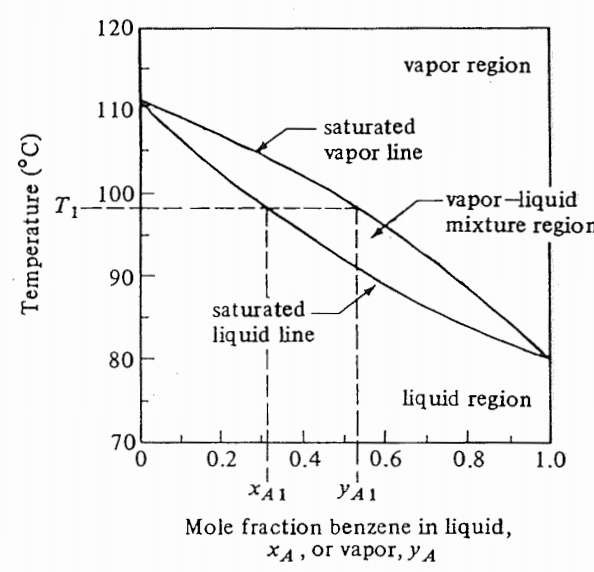 120
vapor region
110
saturated
vapor line
100
T1
vapor–liquid
mixture region
90
saturated
liquid line
80
liquid region
70
0 0.2 0.4 0.6 0.8 1.0
xA1 yA1
Temperature (°C)
Mole fraction benzene in liquid,
xA, or vapor, yA